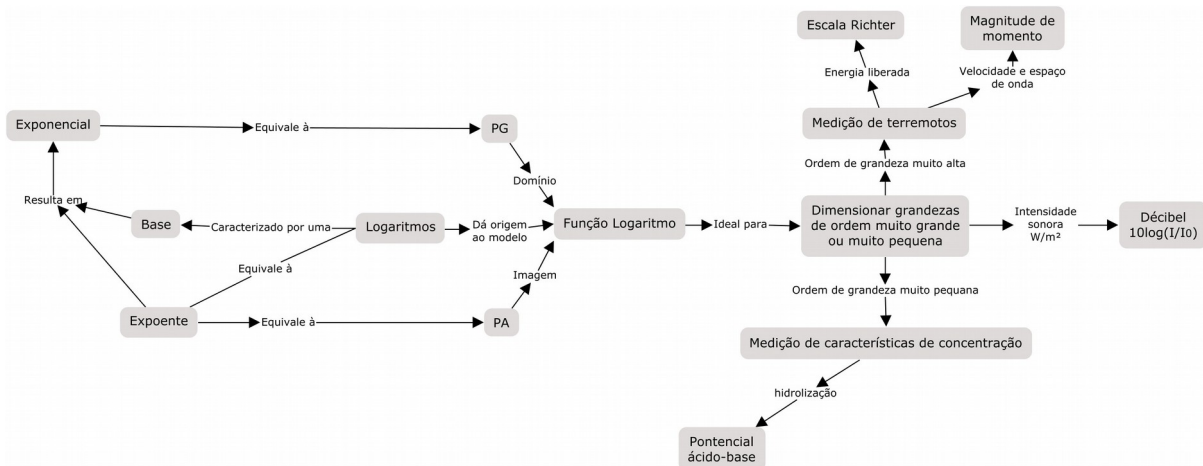 Escala Richter
Magnitude de
momento
Energia liberada
Velocidade e espaço
de onda
Exponencial
Equivale à
PG
Medição de terremotos
Domínio
Ordem de grandeza muito alta
Resulta em
Base
Caracterizado por uma
Logaritmos
Dá origem
ao modelo
Função Logaritmo
Ideal para
Dimensionar grandezas
de ordem muito grande
ou muito pequena
Intensidade
sonora
W/m²
Décibel
10log(I/I0)
Equivale à
Imagem
Ordem de grandeza muito pequana
Expoente
Equivale à
PA
Medição de características de concentração
hidrolização
Pontencial
ácido-base